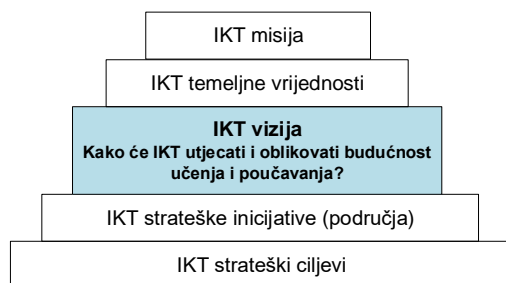 IKT misija
IKT temeljne vrijednosti
IKT vizija
Kako će IKT utjecati i oblikovati budućnost
učenja i poučavanja?
IKT strateške inicijative (područja)
IKT strateški ciljevi